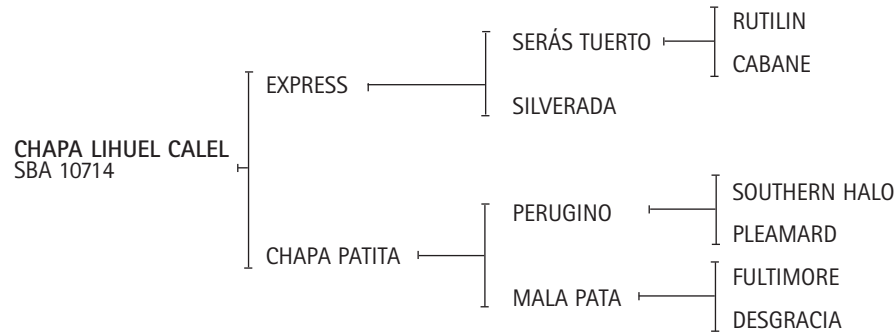 CHAPA LIHUEL CALEL
SBA 10714
EXPRESS
CHAPA PATITA
SERÁS TUERTO
SILVERADA
PERUGINO
MALA PATA
RUTILIN
CABANE
SOUTHERN HALO
PLEAMARD
FULTIMORE
DESGRACIA